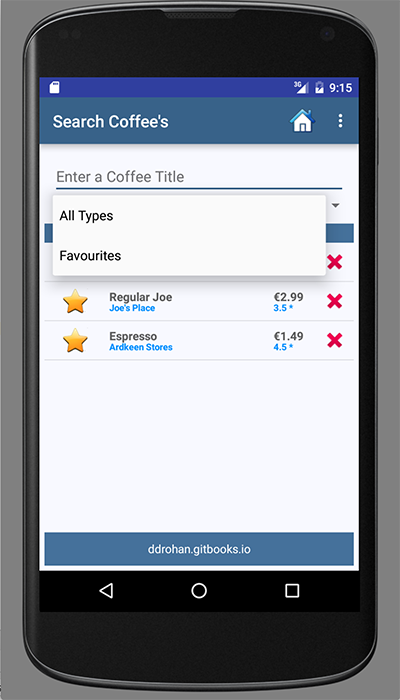 3G 9:15
Search Coffee's
Enter a Coffee Title
All Types
Favourites
Regular Joe €2.99
Joe's Place 3.5 *
Espresso €1.49
Ardkeen Stores 4.5 *
ddrohan.gitbooks.io